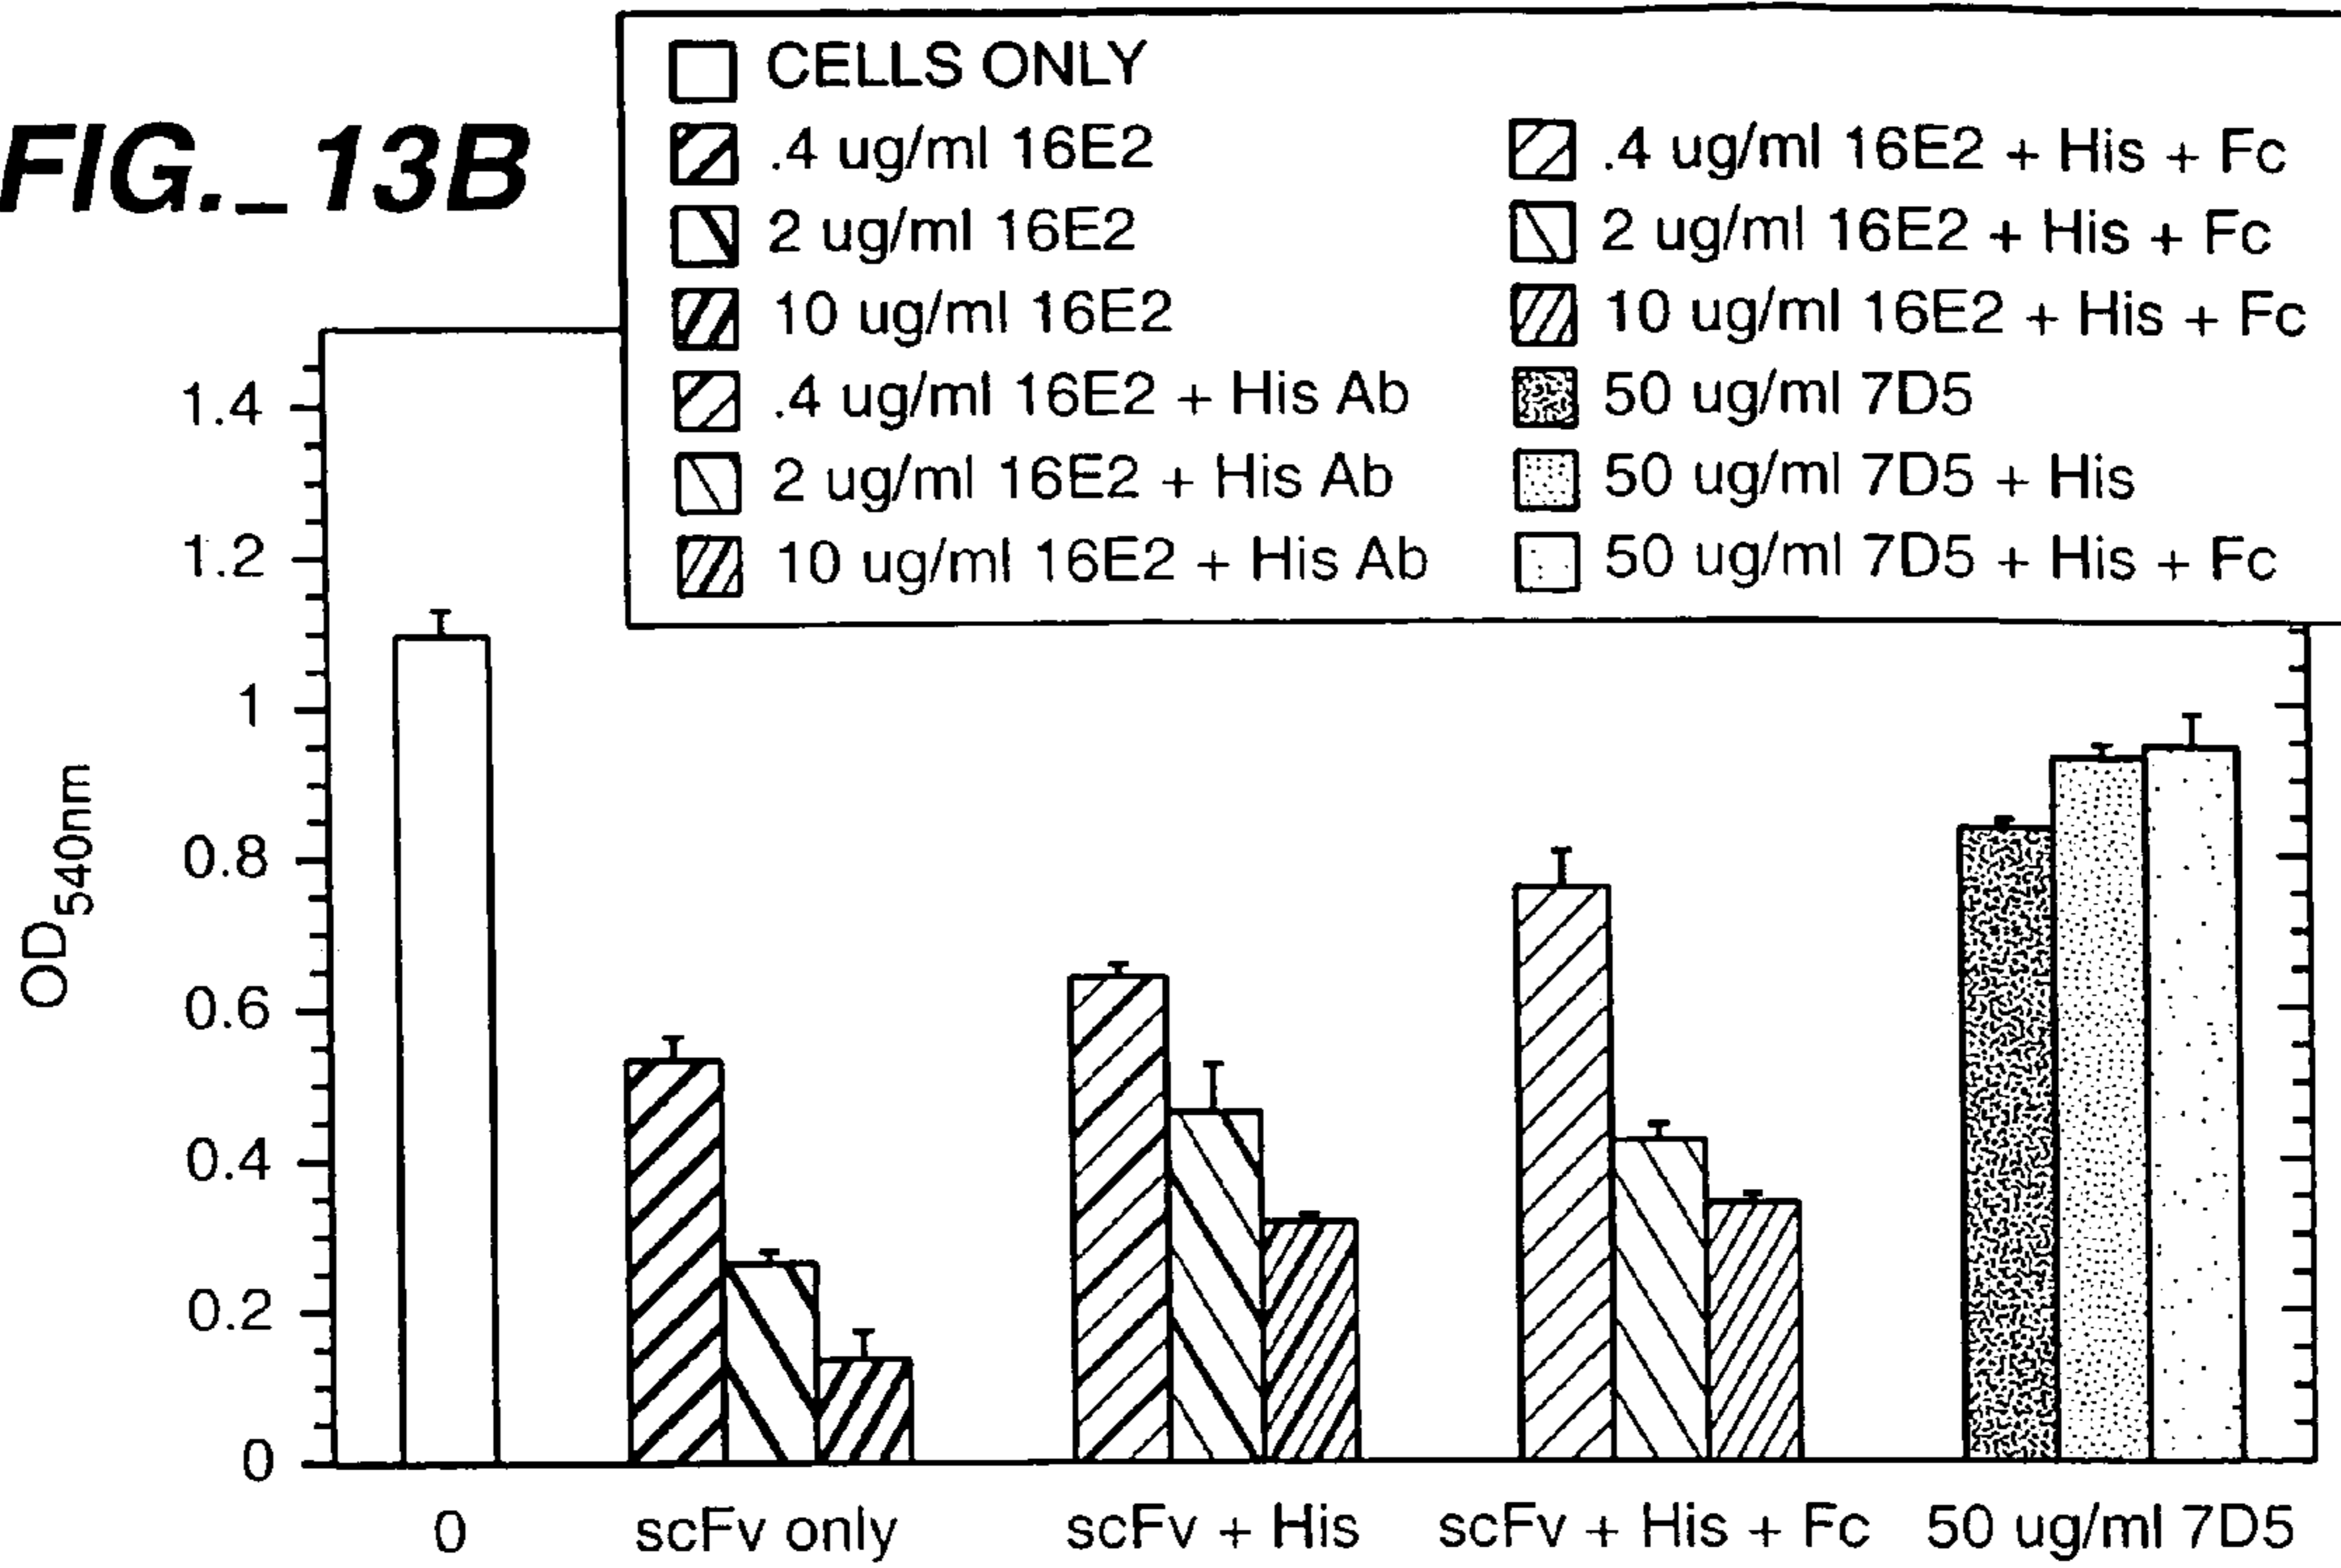 FIG._13B
CELLS ONLY
.4 ug/ml 16E2
2 ug/ml 16E2
10 ug/ml 16E2
.4 ug/ml 16E2 + His Ab
2 ug/ml 16E2 + His Ab
10 ug/ml 16E2 + His Ab
.4 ug/ml 16E2 + His + Fc
2 ug/ml 16E2 + His + Fc
10 ug/ml 16E2 + His + Fc
50 ug/ml 7D5
50 ug/ml 7D5 + His
50 ug/ml 7D5 + His + Fc
OD540nm
1.4
1.2
1
0.8
0.6
0.4
0.2
0
0 scFv only scFv + His scFv + His + Fc 50 ug/ml 7D5